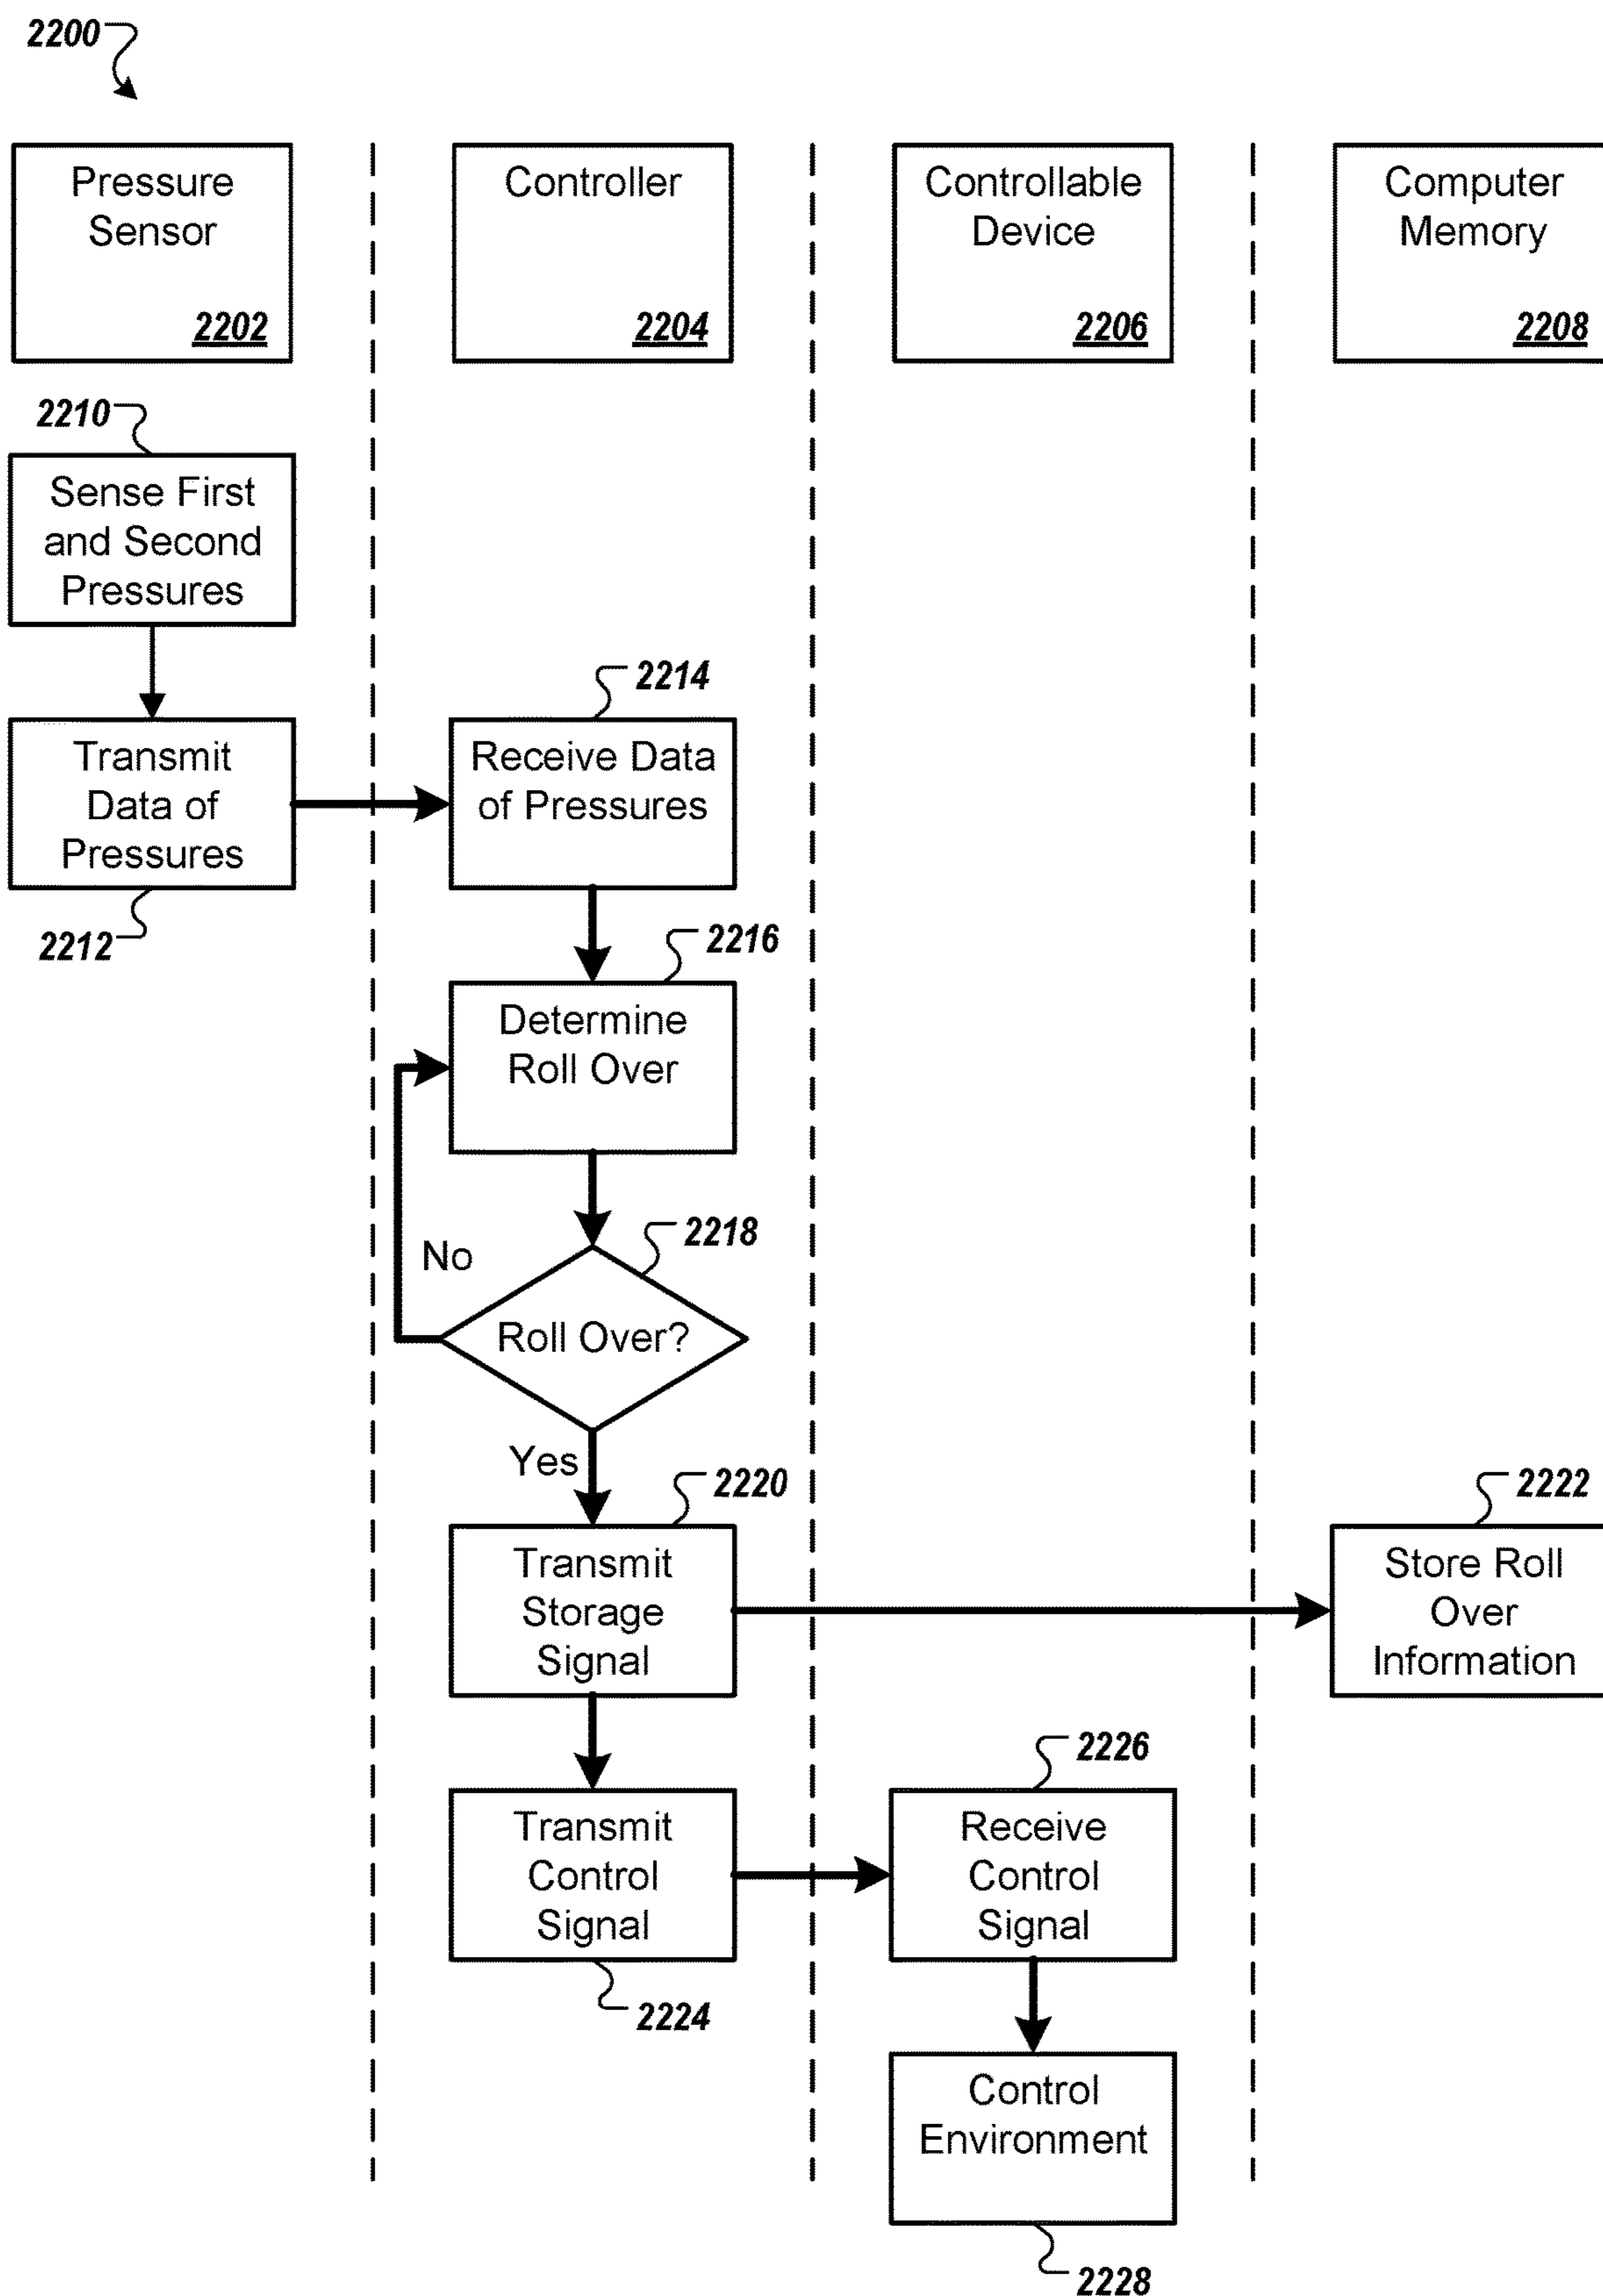 2200
Pressure
Sensor
2202
Controller
2204
Controllable
Device
2206
Computer
Memory
2208
2210
Sense First
and Second
Pressures
2214
Transmit
Data of
Pressures
2212
Receive Data
of Pressures
2216
Determine
Roll Over
2218
No
Roll Over?
Yes
2220
2222
Transmit
Storage
Signal
Store Roll
Over
Information
2226
Transmit
Control
Signal
2224
Receive
Control
Signal
Control
Environment
2228